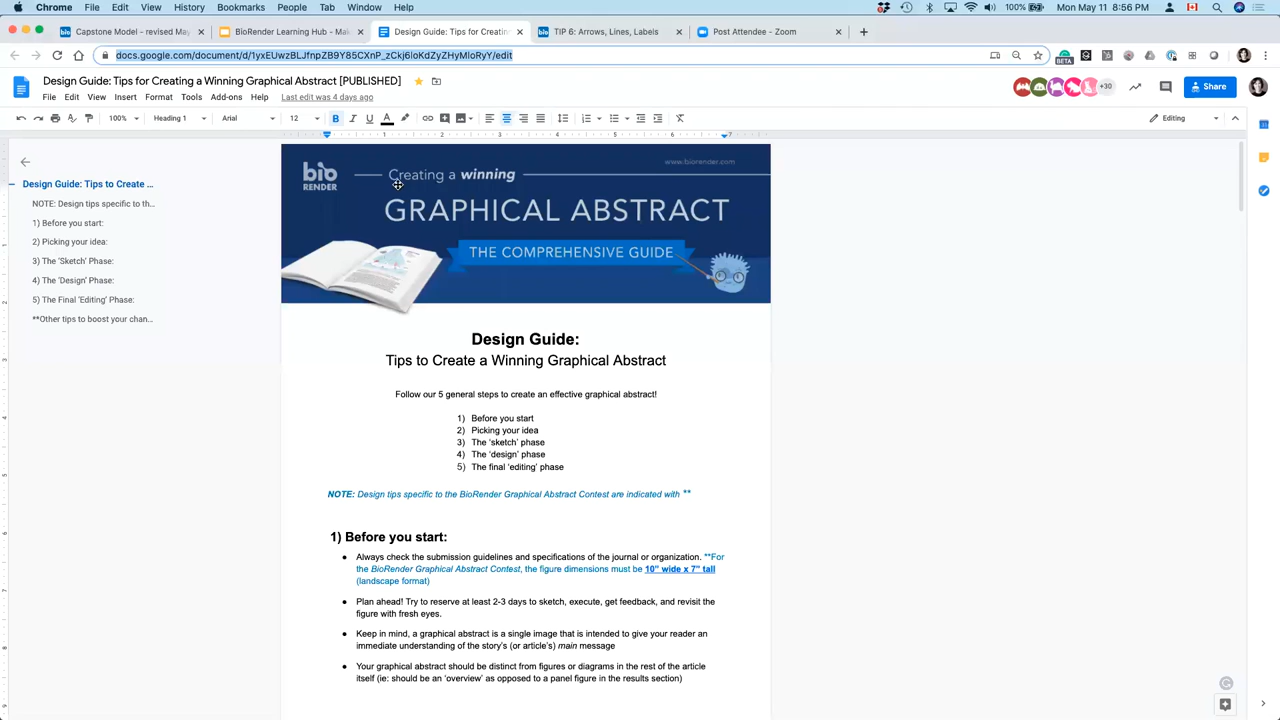 Chrome File Edit View History Bookmarks People Tab Window Help Mon May 11 8:56 PM
Capstone Model - revised May
BioRender Learning Hub - Mak
Design Guide: Tips for Creating
TIP 6: Arrows, Lines, Labels
Post Attendee - Zoom
docs.google.com/document/d/1yxEUwzBLJfnpZB9Y85CXnP_zCkj6loKdZyZHyMloRyY/edit
BETA
Design Guide: Tips for Creating a Winning Graphical Abstract [PUBLISHED]
+30
Share
File Edit View Insert Format Tools Add-ons Help Last edit was 4 days ago
100% Heading 1 Arial 12 B I U A Editing
1 2 3 4 5 6 7
Design Guide: Tips to Create ...
NOTE: Design tips specific to th...
1) Before you start:
2) Picking your idea:
3) The 'Sketch' Phase:
4) The 'Design' Phase:
5) The Final 'Editing' Phase:
**Other tips to boost your chan...
bio
RENDER
www.biorender.com
Creating a winning
GRAPHICAL ABSTRACT
THE COMPREHENSIVE GUIDE
Design Guide:
Tips to Create a Winning Graphical Abstract
Follow our 5 general steps to create an effective graphical abstract!
1) Before you start
2) Picking your idea
3) The 'sketch' phase
4) The 'design' phase
5) The final 'editing' phase
NOTE: Design tips specific to the BioRender Graphical Abstract Contest are indicated with **
1) Before you start:
● Always check the submission guidelines and specifications of the journal or organization. **For
the BioRender Graphical Abstract Contest, the figure dimensions must be 10" wide x 7" tall
(landscape format)
● Plan ahead! Try to reserve at least 2-3 days to sketch, execute, get feedback, and revisit the
figure with fresh eyes.
● Keep in mind, a graphical abstract is a single image that is intended to give your reader an
immediate understanding of the story's (or article's) main message
● Your graphical abstract should be distinct from figures or diagrams in the rest of the article
itself (ie: should be an 'overview' as opposed to a panel figure in the results section)